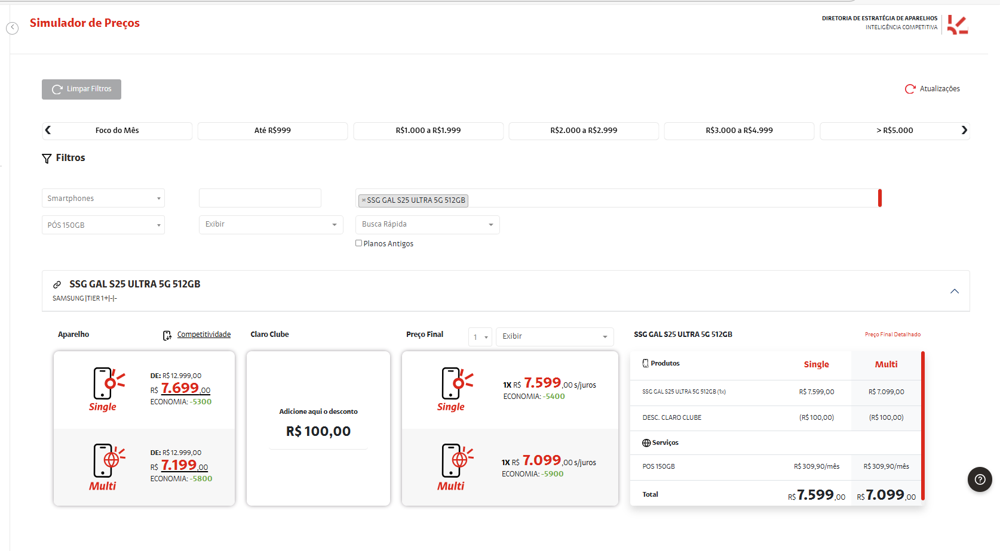 Simulador de Preços
DIRETORIA DE ESTRATÉGIA DE APARELHOS
INTELIGÊNCIA COMPETITIVA
Limpar Filtros
Atualizações
Foco do Mês
Até R$999
R$1.000 a R$1.999
R$2.000 a R$2.999
R$3.000 a R$4.999
> R$5.000
Filtros
Smartphones
×SSG GAL S25 ULTRA 5G 512GB
PÓS 150GB
Exibir
Busca Rápida
Planos Antigos
SSG GAL S25 ULTRA 5G 512GB
SAMSUNG |TIER 1+|-|-
Aparelho
Competitividade
Claro Clube
Preço Final
1
Exibir
SSG GAL S25 ULTRA 5G 512GB
Preço Final Detalhado
Single
DE: R$ 12.999,00
R$ 7.699,00
ECONOMIA: -5300
Multi
DE: R$ 12.999,00
R$ 7.199,00
ECONOMIA: -5800
Adicione aqui o desconto
R$ 100,00
Single
1X R$ 7.599,00 s/juros
ECONOMIA: -5400
Multi
1X R$ 7.099,00 s/juros
ECONOMIA: -5900
Produtos Single Multi
SSG GAL S25 ULTRA 5G 512GB (1x) R$ 7.599,00 R$ 7.099,00
DESC. CLARO CLUBE (R$ 100,00) (R$ 100,00)
Serviços
POS 150GB R$ 309,90/mês R$ 309,90/mês
Total R$ 7.599,00 R$ 7.099,00